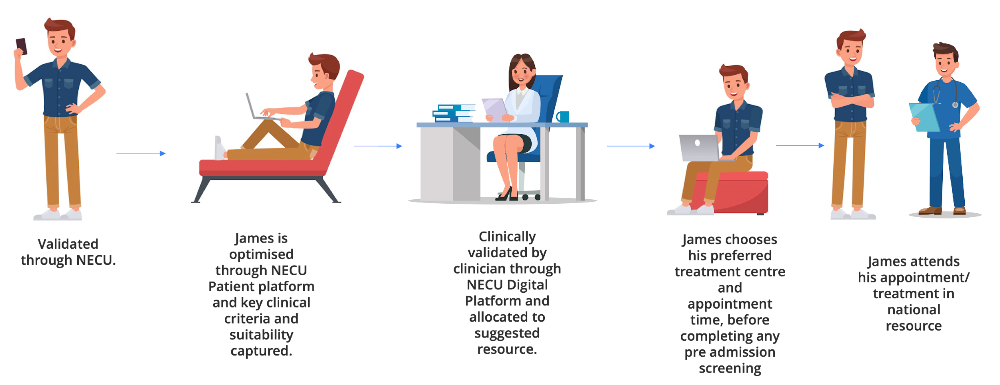 Validated
through NECU.
James is
optimised
through NECU
Patient platform
and key clinical
criteria and
suitability
captured.
Clinically
validated by
clinician through
NECU Digital
Platform and
allocated to
suggested
resource.
James chooses
his preferred
treatment centre
and
appointment
time, before
completing any
pre admission
screening
James attends
his appointment/
treatment in
national
resource